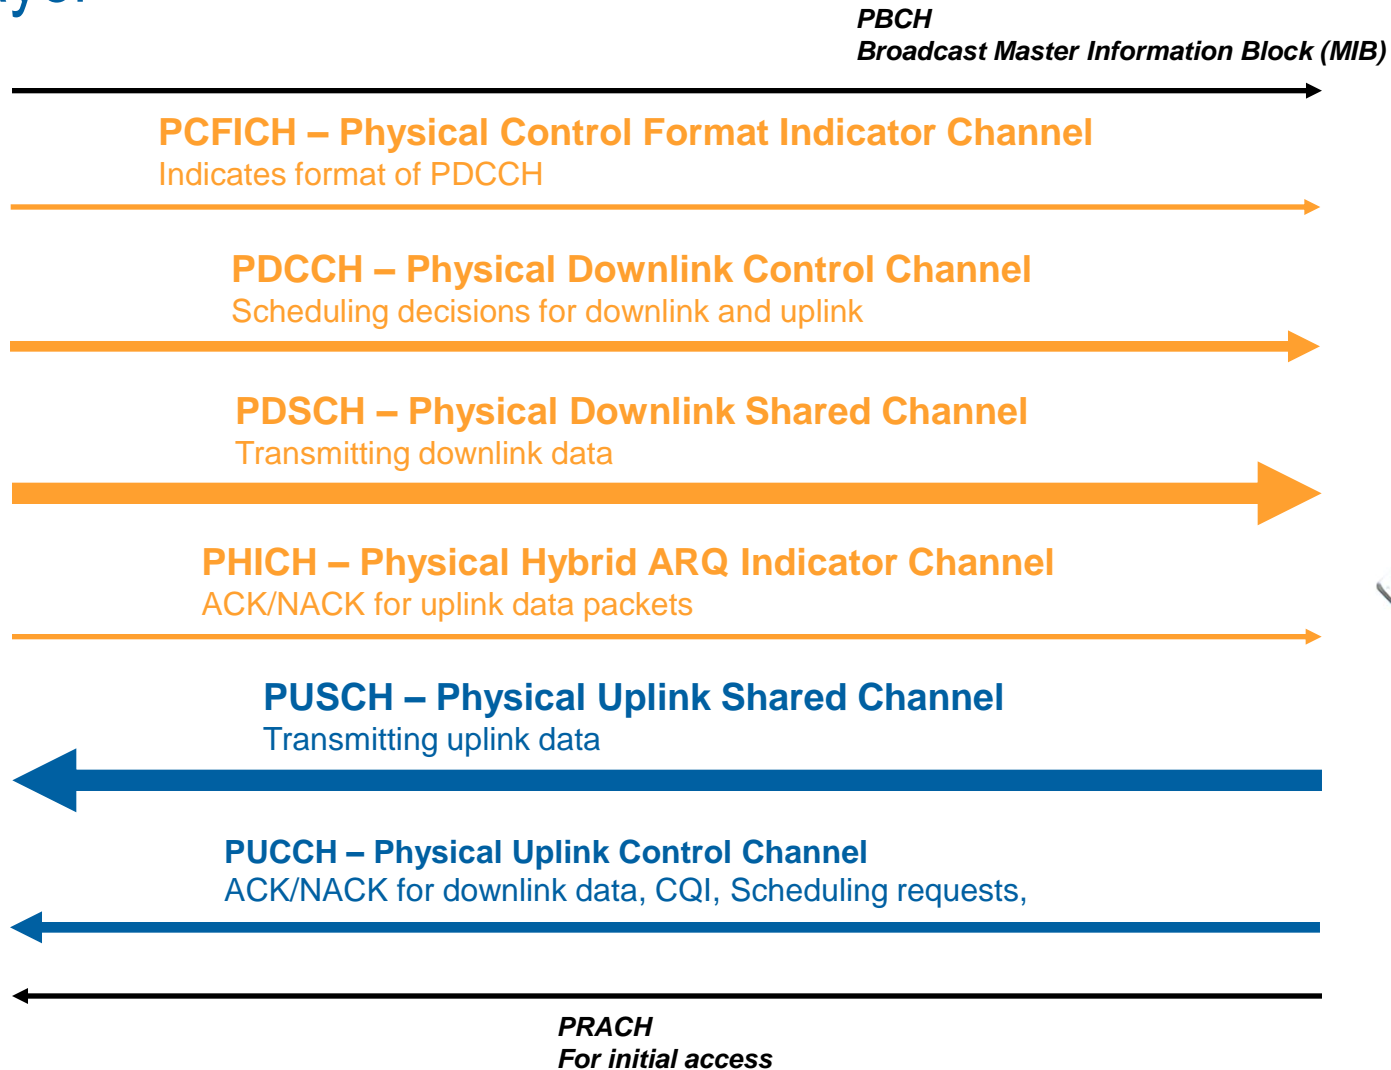 PBCH
Broadcast Master Information Block (MIB)
PCFICH – Physical Control Format Indicator Channel
Indicates format of PDCCH
PDCCH – Physical Downlink Control Channel
Scheduling decisions for downlink and uplink
PDSCH – Physical Downlink Shared Channel
Transmitting downlink data
PHICH – Physical Hybrid ARQ Indicator Channel
ACK/NACK for uplink data packets
PUSCH – Physical Uplink Shared Channel
Transmitting uplink data
PUCCH – Physical Uplink Control Channel
ACK/NACK for downlink data, CQI, Scheduling requests,
PRACH
For initial access